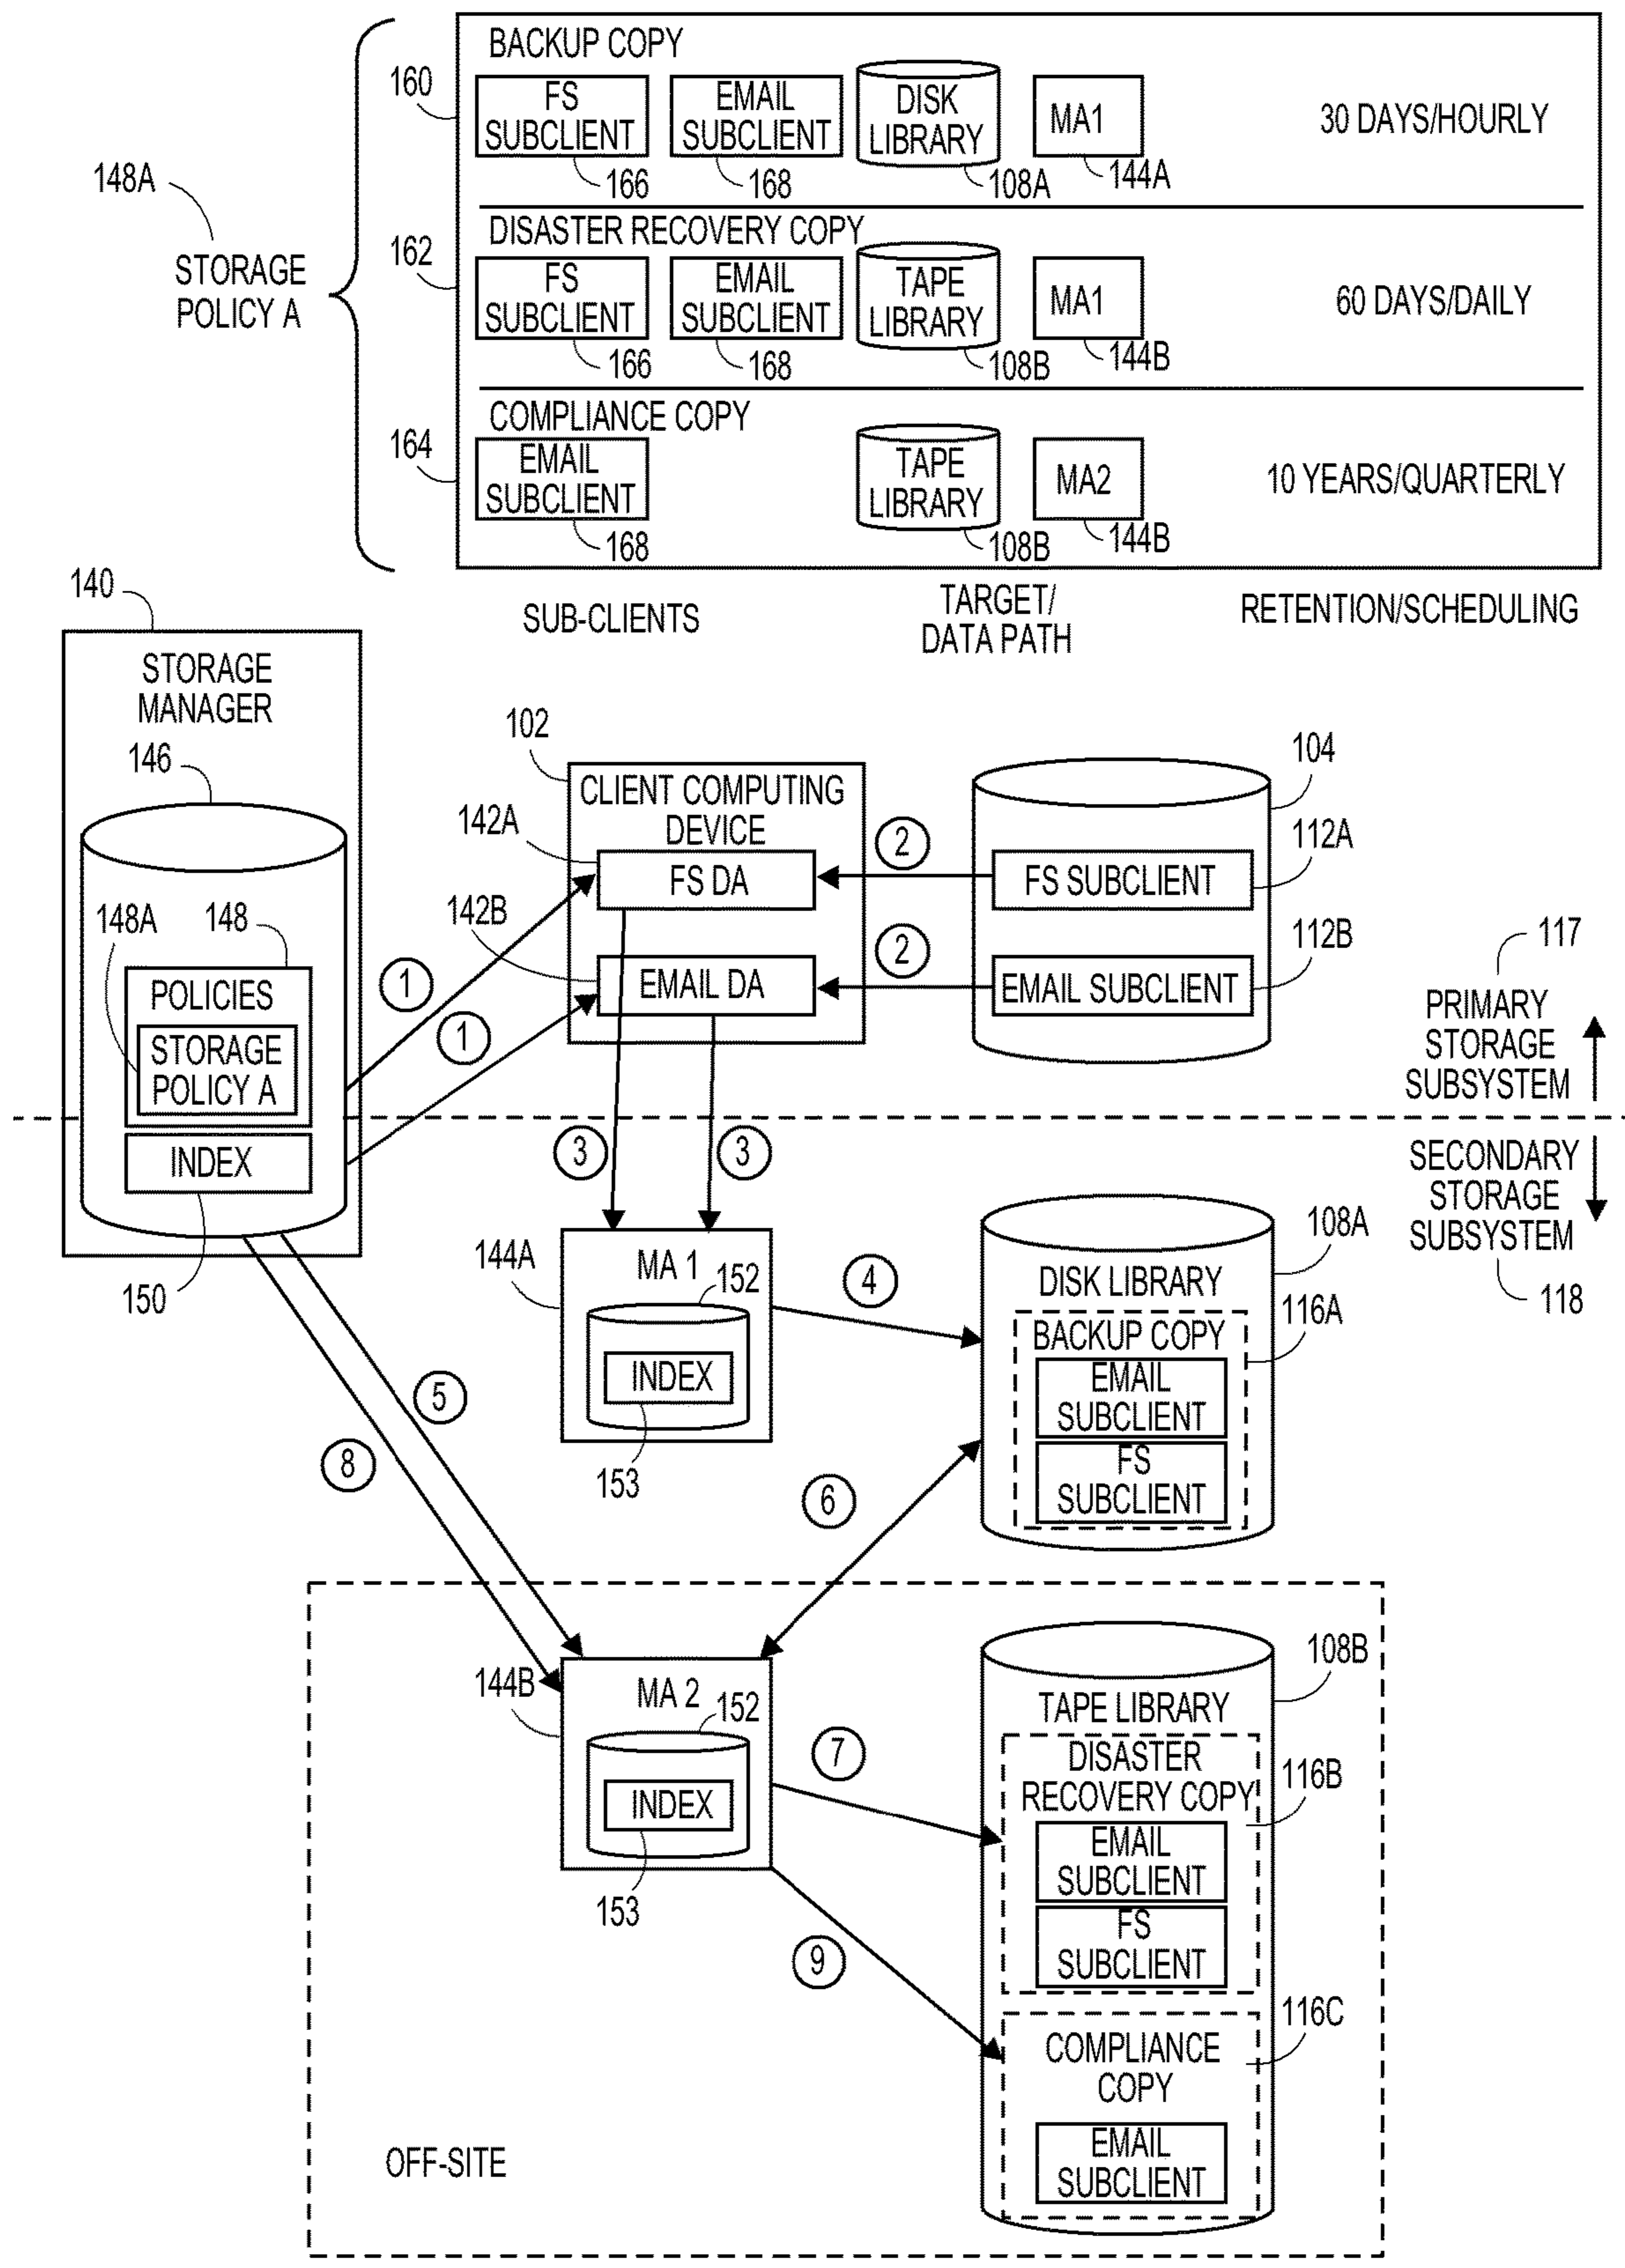 BACKUP COPY
160
FS
SUBCLIENT
166
EMAIL
SUBCLIENT
168
DISK
LIBRARY
108A
MA1
144A
30 DAYS/HOURLY
148A
STORAGE
POLICY A
DISASTER RECOVERY COPY
162
FS
SUBCLIENT
166
EMAIL
SUBCLIENT
168
TAPE
LIBRARY
108B
MA1
144B
60 DAYS/DAILY
COMPLIANCE COPY
164
EMAIL
SUBCLIENT
168
TAPE
LIBRARY
108B
MA2
144B
10 YEARS/QUARTERLY
SUB-CLIENTS
TARGET/
DATA PATH
RETENTION/SCHEDULING
140
STORAGE
MANAGER
146
148A
148
POLICIES
STORAGE
POLICY A
INDEX
150
1
1
102
CLIENT COMPUTING
DEVICE
142A
FS DA
142B
EMAIL DA
2
2
104
FS SUBCLIENT
112A
EMAIL SUBCLIENT
112B
117
PRIMARY
STORAGE
SUBSYSTEM
SECONDARY
STORAGE
SUBSYSTEM
118
3
3
144A
MA 1
152
INDEX
153
4
108A
DISK LIBRARY
116A
BACKUP COPY
EMAIL
SUBCLIENT
FS
SUBCLIENT
5
8
6
144B
MA 2
152
INDEX
153
7
9
108B
TAPE LIBRARY
DISASTER
RECOVERY COPY
116B
EMAIL
SUBCLIENT
FS
SUBCLIENT
116C
COMPLIANCE
COPY
EMAIL
SUBCLIENT
OFF-SITE